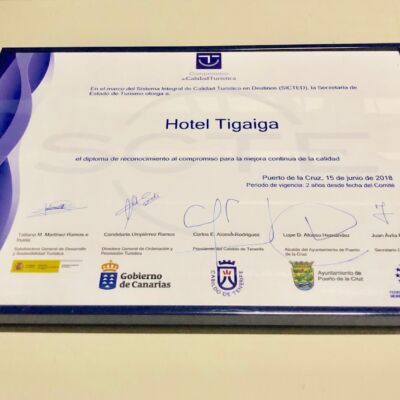 Compromiso
de Calidad Turística
En el marco del Sistema Integral de Calidad Turística en Destinos (SICTED), la Secretaría de
Estado de Turismo otorga a:
Hotel Tigaiga
el diploma de reconocimiento al compromiso para la mejora continua de la calidad
Puerto de la Cruz, 15 de junio de 2018
Periodo de vigencia: 2 años desde fecha del Comité
Tatiano M. Martínez Ramos e
Candelaria Umpiérrez Ramos
Carlos E. Alonso Rodríguez
Lope D. Afonso Hernández
Juan Ávila
Subdirectora General de Desarrollo
y Sostenibilidad Turística
Directora General de Ordenación y
Promoción Turística
Presidente del Cabildo de Tenerife
Alcalde del Ayuntamiento de Puerto
de la Cruz
Secretario
Gobierno
de Canarias
CABILDO DE TENERIFE
Ayuntamiento de
Puerto de la Cruz